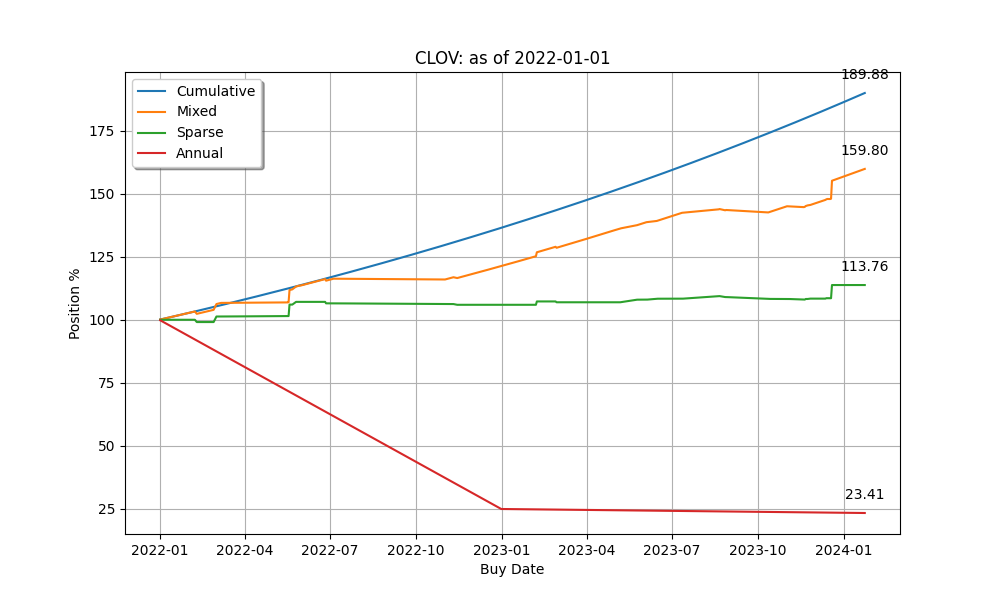 CLOV: as of 2022-01-01
189.88
Cumulative
Mixed
Sparse
Annual
175
159.80
150
125
113.76
100
75
50
23.41
25
Position %
2022-01 2022-04 2022-07 2022-10 2023-01 2023-04 2023-07 2023-10 2024-01
Buy Date